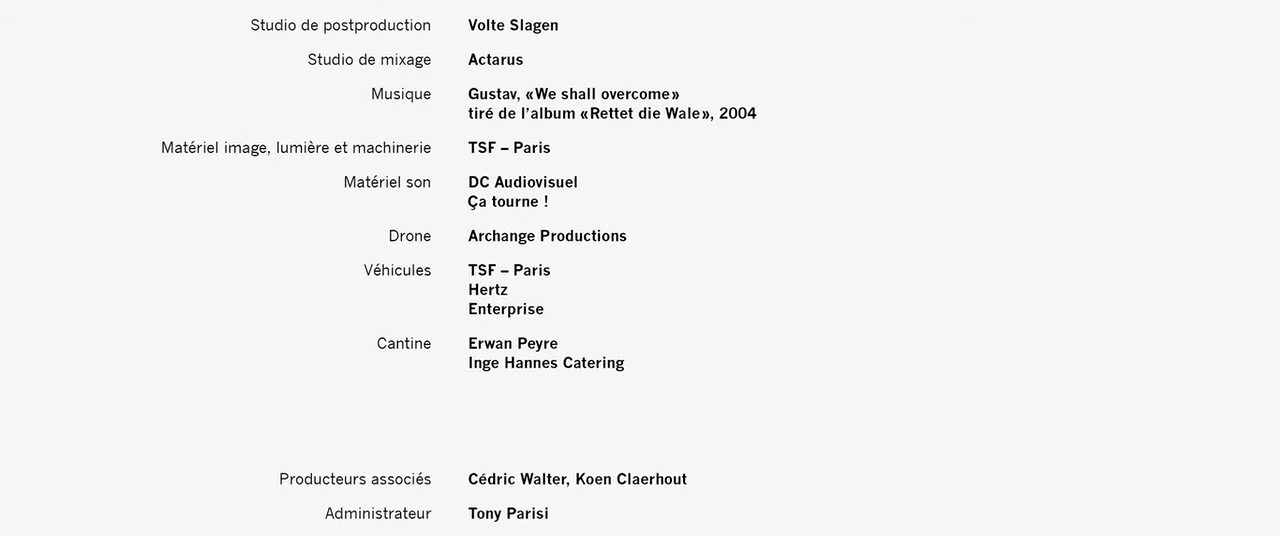 Studio de postproduction Volte Slagen
Studio de mixage Actarus
Musique Gustav, «We shall overcome»
tiré de l’album «Rettet die Wale», 2004
Matériel image, lumière et machinerie TSF – Paris
Matériel son DC Audiovisuel
Ça tourne !
Drone Archange Productions
Véhicules TSF – Paris
Hertz
Enterprise
Cantine Erwan Peyre
Inge Hannes Catering
Producteurs associés Cédric Walter, Koen Claerhout
Administrateur Tony Parisi